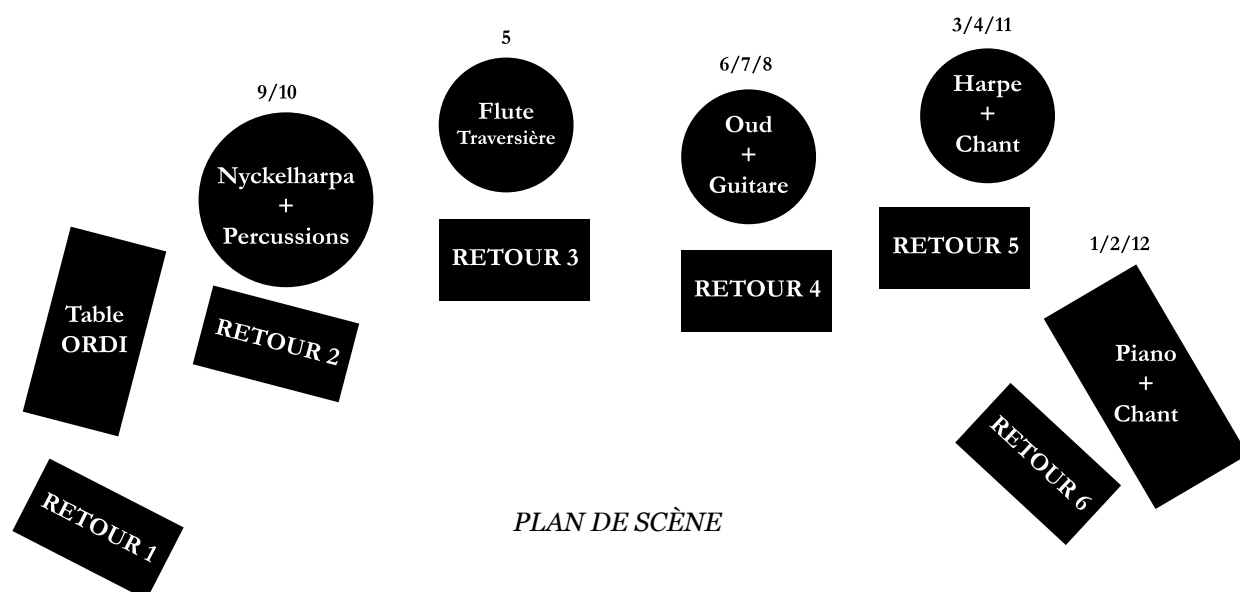 3/4/11
5
6/7/8
9/10
Harpe
+
Chant
Flute
Traversière
Oud
+
Guitare
Nyckelharpa
+
Percussions
RETOUR 5
1/2/12
RETOUR 3
RETOUR 4
Table
ORDI
RETOUR 2
Piano
+
Chant
RETOUR 6
RETOUR 1
PLAN DE SCÈNE